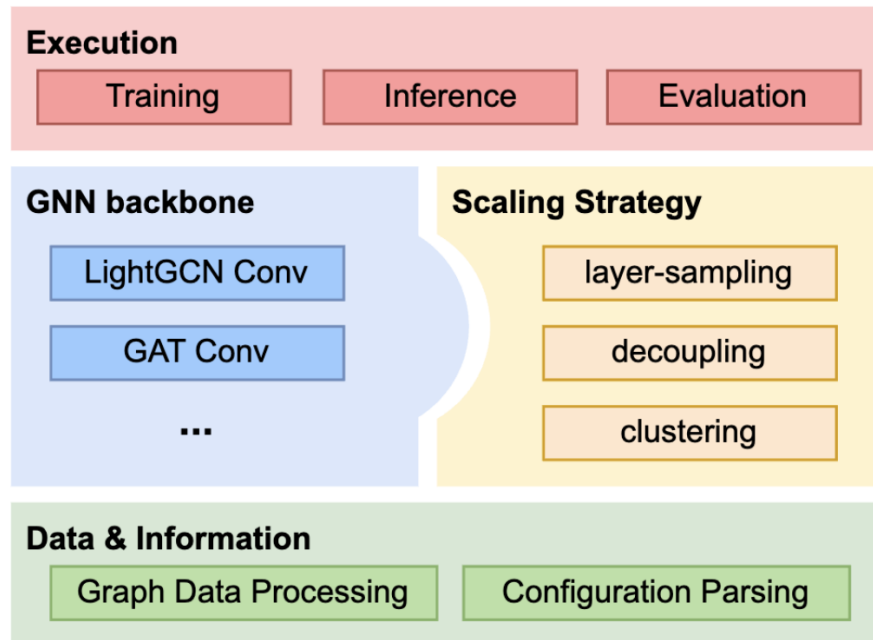 Execution
Training
Inference
Evaluation
GNN backbone
LightGCN Conv
GAT Conv
...
Scaling Strategy
layer-sampling
decoupling
clustering
Data & Information
Graph Data Processing
Configuration Parsing